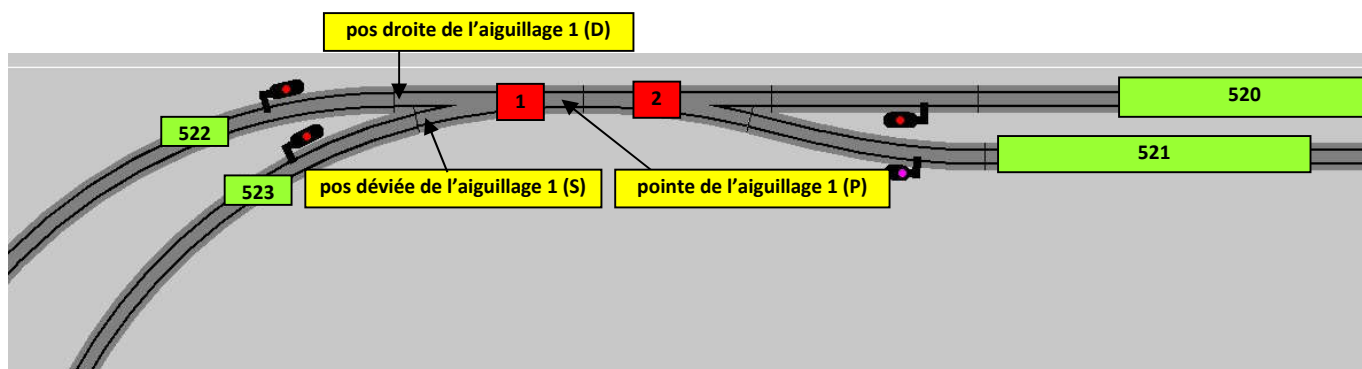 pos droite de l’aiguillage 1 (D)
1
2
520
522
521
523
pos déviée de l’aiguillage 1 (S)
pointe de l’aiguillage 1 (P)